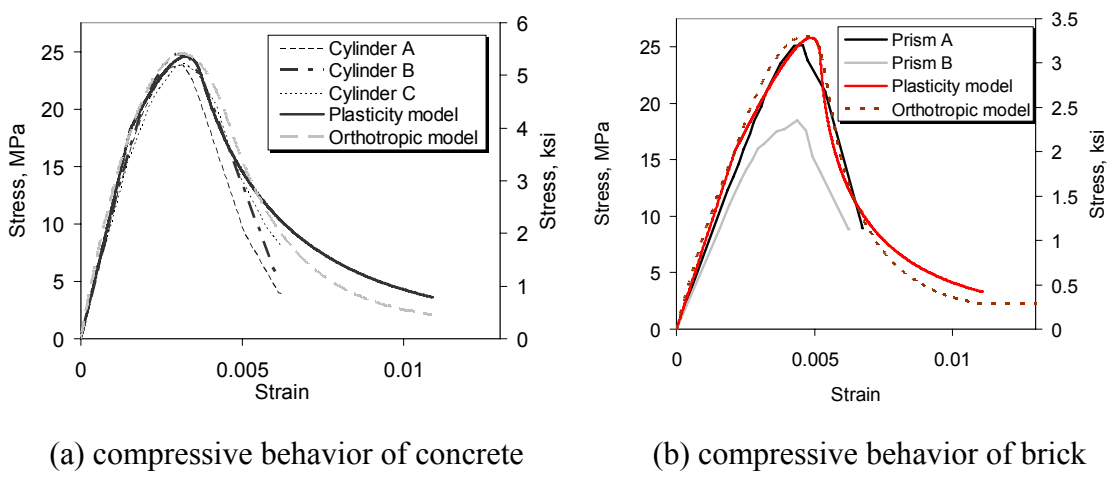 25
20
15
10
5
0
Stress, MPa
6
5
4
3
2
1
0
Stress, ksi
0
0.005
0.01
Strain
Cylinder A
Cylinder B
Cylinder C
Plasticity model
Orthotropic model
(a) compressive behavior of concrete
25
20
15
10
5
0
Stress, MPa
3.5
3
2.5
2
1.5
1
0.5
0
Stress, ksi
0
0.005
0.01
Strain
Prism A
Prism B
Plasticity model
Orthotropic model
(b) compressive behavior of brick